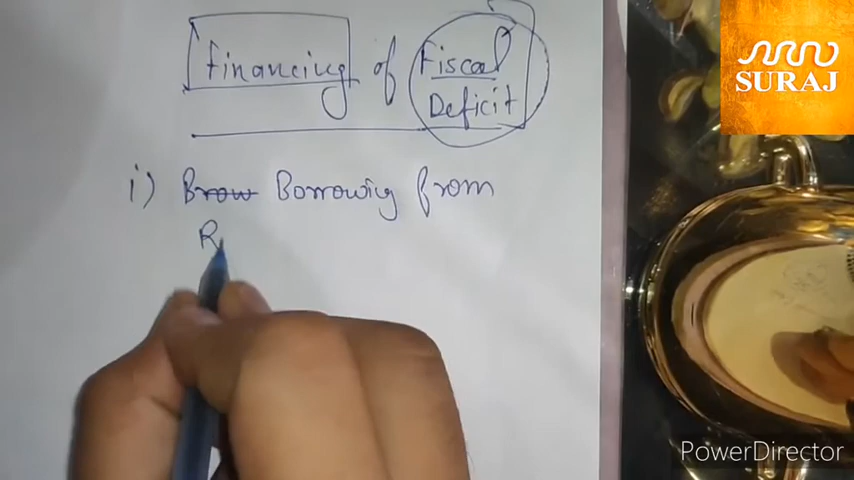 Financing of Fiscal
Deficit
i) Brow Borrowing from
R
SURAJ
PowerDirector